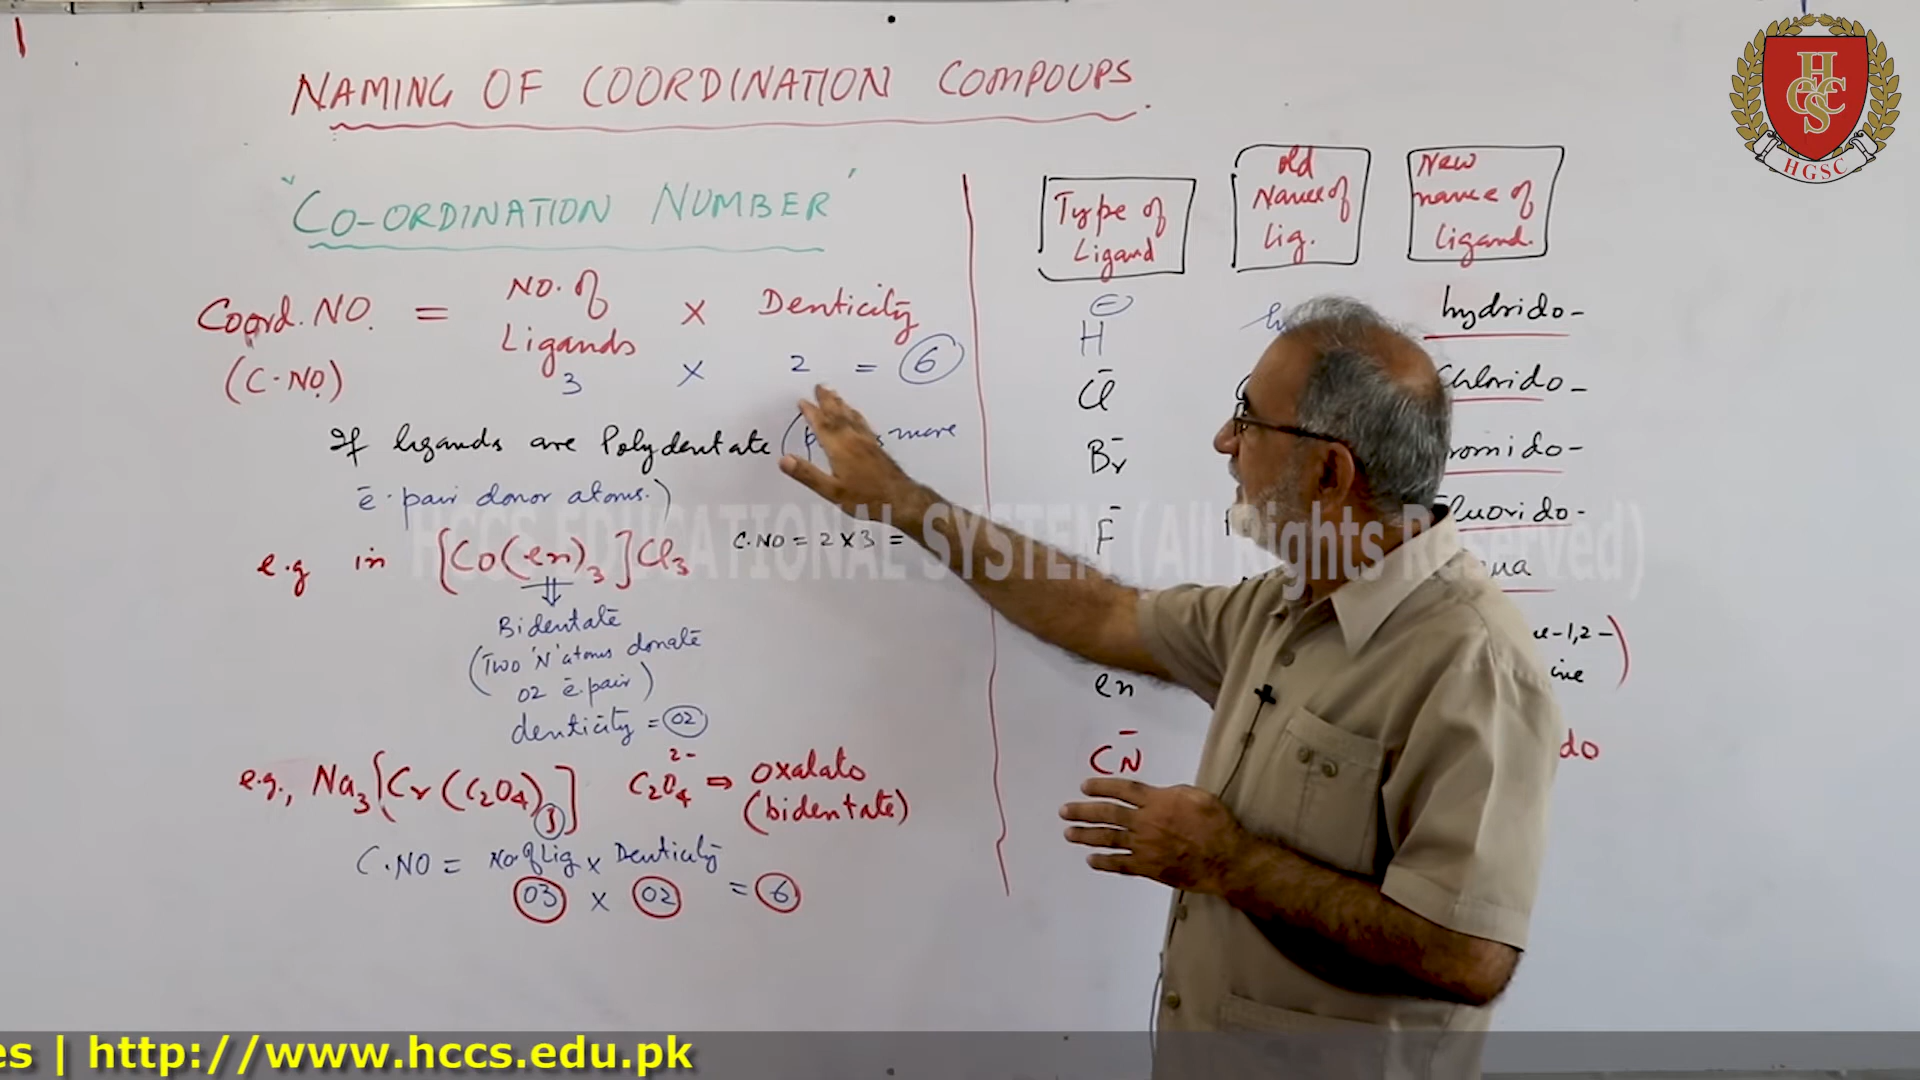 NAMING OF COORDINATION COMPOUPS.
"CO-ORDINATION NUMBER"
Coord. NO. = NO. of Ligands × Denticity
(C.NO.) 3 × 2 = 6
If ligands are Polydentate ( more
ē.pair donor atoms.)
e.g in [Co(en)3]Cl3 C.NO = 2 × 3 =
Bidentate
(Two 'N' atoms donate
02 ē.pair)
denticity = 02
e.g., Na3[Cr(C2O4)3] C2O4 2- ⇒ oxalato
(bidentate)
C.NO = No. of Lig × Denticity
03 × 02 = 6
Type of
Ligand
old
Name of
Lig.
New
name of
Ligand.
H⊖ hydrido-
Cl- Chlorido-
Br- romido-
F- luorido-
en
CN-
HGSC
HCCS EDUCATIONAL SYSTEM (All Rights Reserved)
es | http://www.hccs.edu.pk